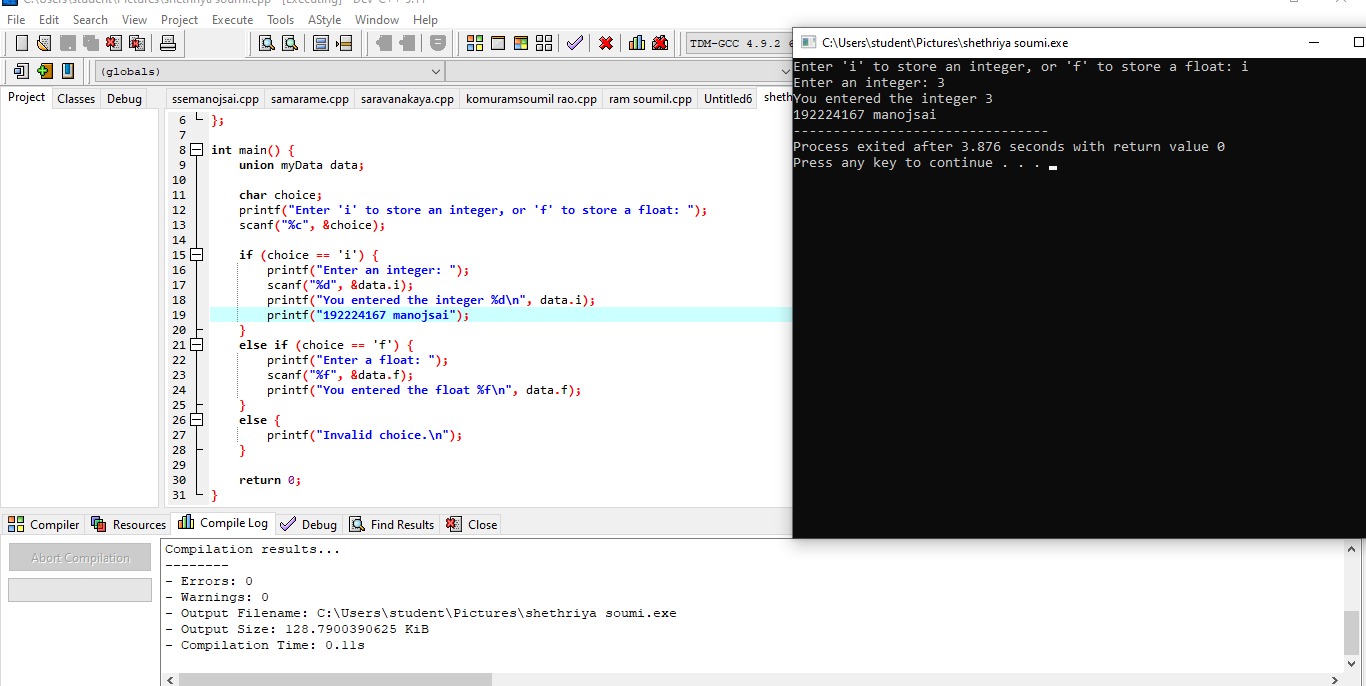 C:\Users\student\Pictures\shethriya soumi.cpp - [Executing] - Dev-C++ 5.11
File Edit Search View Project Execute Tools AStyle Window Help
TDM-GCC 4.9.2
(globals)
Project Classes Debug
ssemanojsai.cpp samarame.cpp saravanakaya.cpp komuramsoumil rao.cpp ram soumil.cpp Untitled6 sheth
6 };
7
8 int main() {
9 union myData data;
10
11 char choice;
12 printf("Enter 'i' to store an integer, or 'f' to store a float: ");
13 scanf("%c", &choice);
14
15 if (choice == 'i') {
16 printf("Enter an integer: ");
17 scanf("%d", &data.i);
18 printf("You entered the integer %d\n", data.i);
19 printf("192224167 manojsai");
20 }
21 else if (choice == 'f') {
22 printf("Enter a float: ");
23 scanf("%f", &data.f);
24 printf("You entered the float %f\n", data.f);
25 }
26 else {
27 printf("Invalid choice.\n");
28 }
29
30 return 0;
31 }
C:\Users\student\Pictures\shethriya soumi.exe
Enter 'i' to store an integer, or 'f' to store a float: i
Enter an integer: 3
You entered the integer 3
192224167 manojsai
--------------------------------
Process exited after 3.876 seconds with return value 0
Press any key to continue . . .
Compiler Resources Compile Log Debug Find Results Close
Abort Compilation
Compilation results...
--------
- Errors: 0
- Warnings: 0
- Output Filename: C:\Users\student\Pictures\shethriya soumi.exe
- Output Size: 128.7900390625 KiB
- Compilation Time: 0.11s